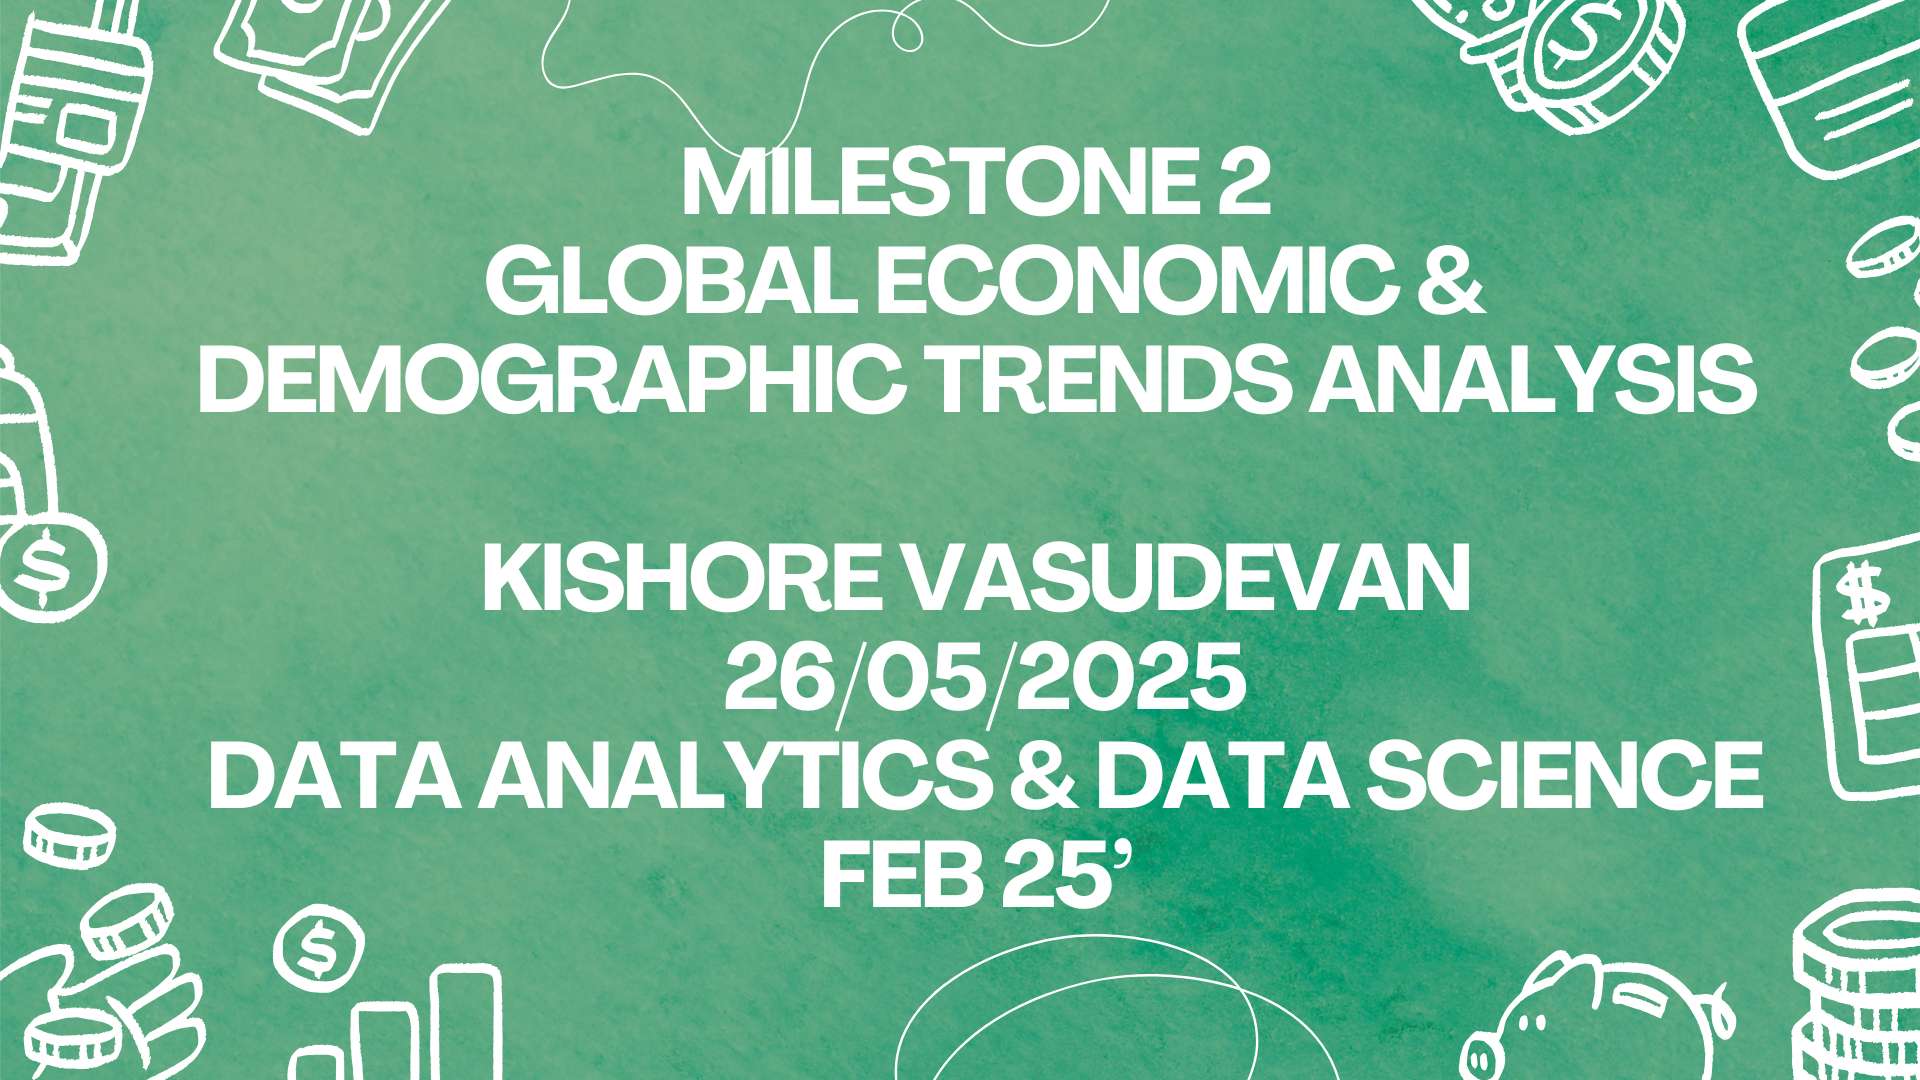 MILESTONE 2
GLOBAL ECONOMIC &
DEMOGRAPHIC TRENDS ANALYSIS
KISHORE VASUDEVAN
26/05/2025
DATA ANALYTICS & DATA SCIENCE
FEB 25’
$
$
$
$